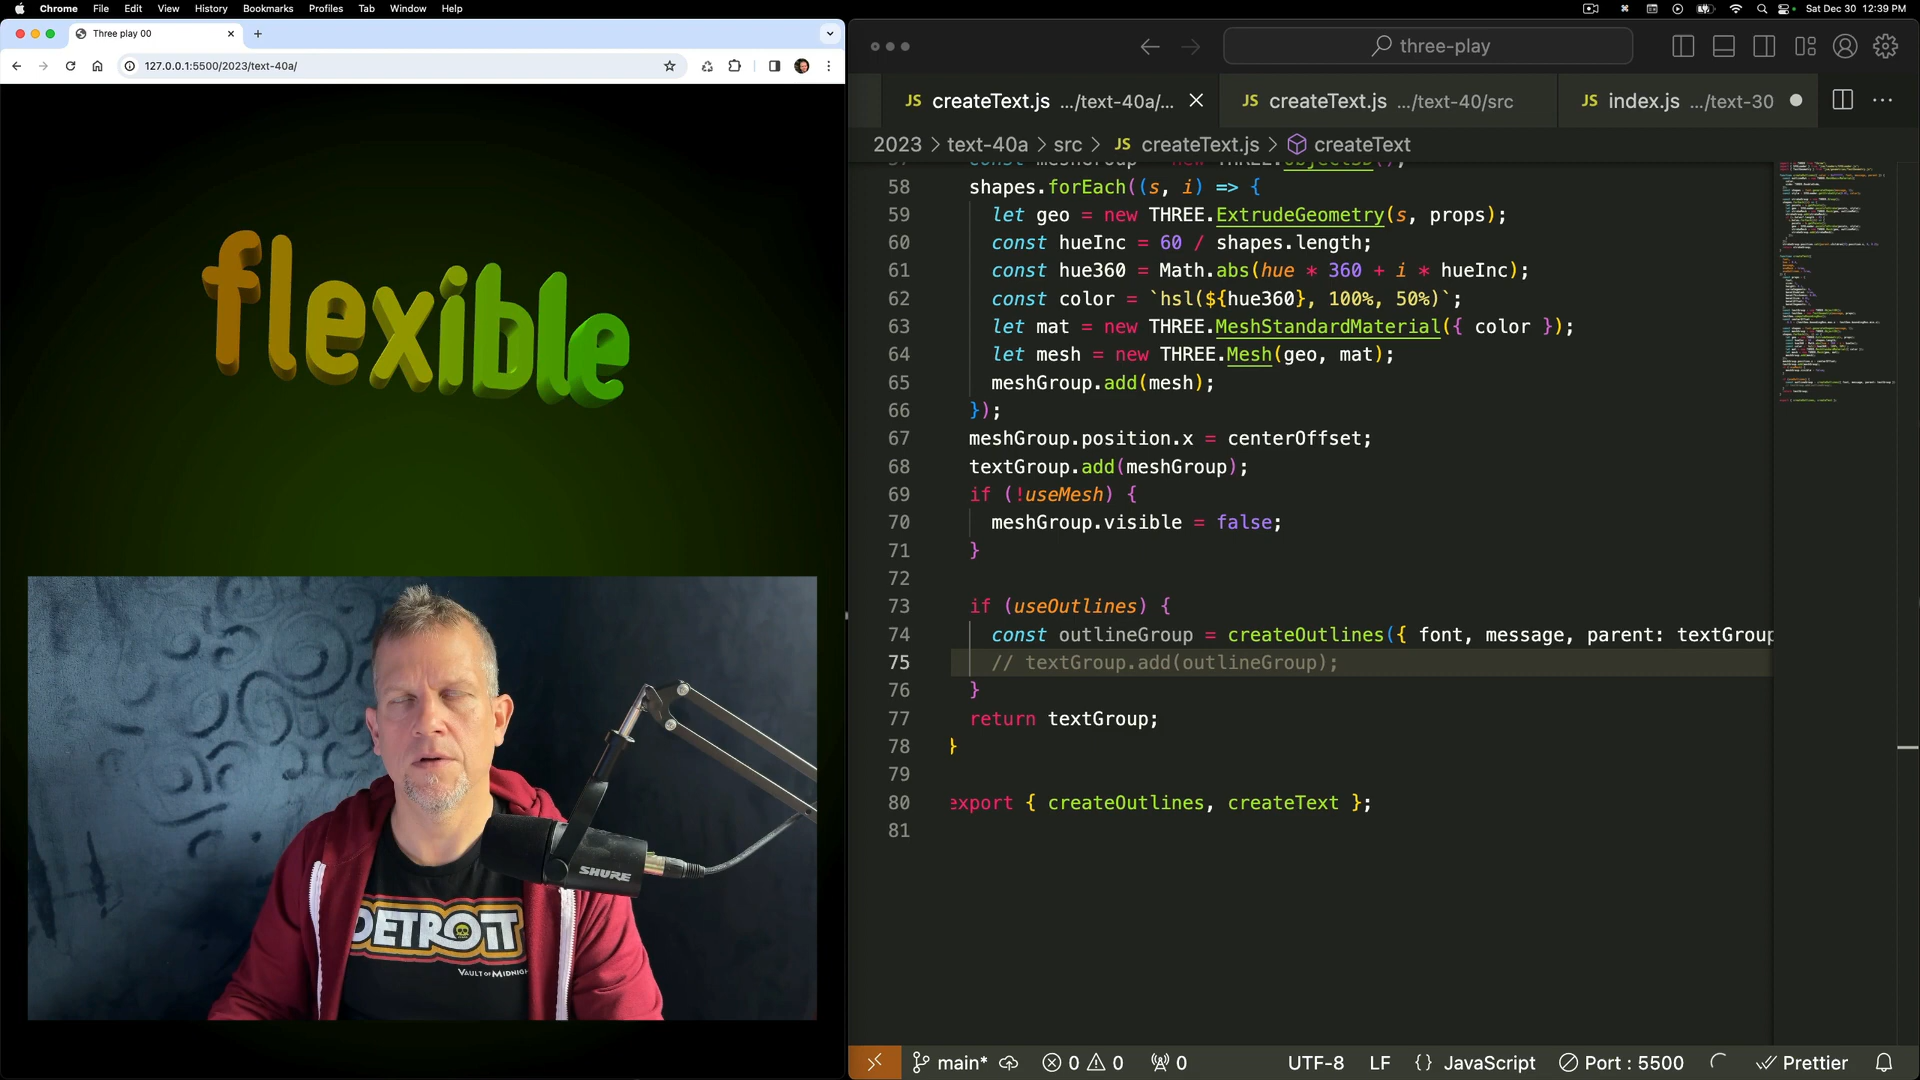 Chrome File Edit View History Bookmarks Profiles Tab Window Help
Sat Dec 30 12:39 PM
Three play 00
127.0.0.1:5500/2023/text-40a/
flexible
DETROIT
VAULT OF MIDNIGH
SHURE
three-play
JS createText.js .../text-40a/...
JS createText.js .../text-40/src
JS index.js .../text-30
2023 > text-40a > src > JS createText.js > createText
58 shapes.forEach((s, i) => {
59 let geo = new THREE.ExtrudeGeometry(s, props);
60 const hueInc = 60 / shapes.length;
61 const hue360 = Math.abs(hue * 360 + i * hueInc);
62 const color = `hsl(${hue360}, 100%, 50%)`;
63 let mat = new THREE.MeshStandardMaterial({ color });
64 let mesh = new THREE.Mesh(geo, mat);
65 meshGroup.add(mesh);
66 });
67 meshGroup.position.x = centerOffset;
68 textGroup.add(meshGroup);
69 if (!useMesh) {
70 meshGroup.visible = false;
71 }
72
73 if (useOutlines) {
74 const outlineGroup = createOutlines({ font, message, parent: textGroup
75 // textGroup.add(outlineGroup);
76 }
77 return textGroup;
78 }
79
80 export { createOutlines, createText };
81
main* 0 0 0 UTF-8 LF {} JavaScript Port : 5500 Prettier